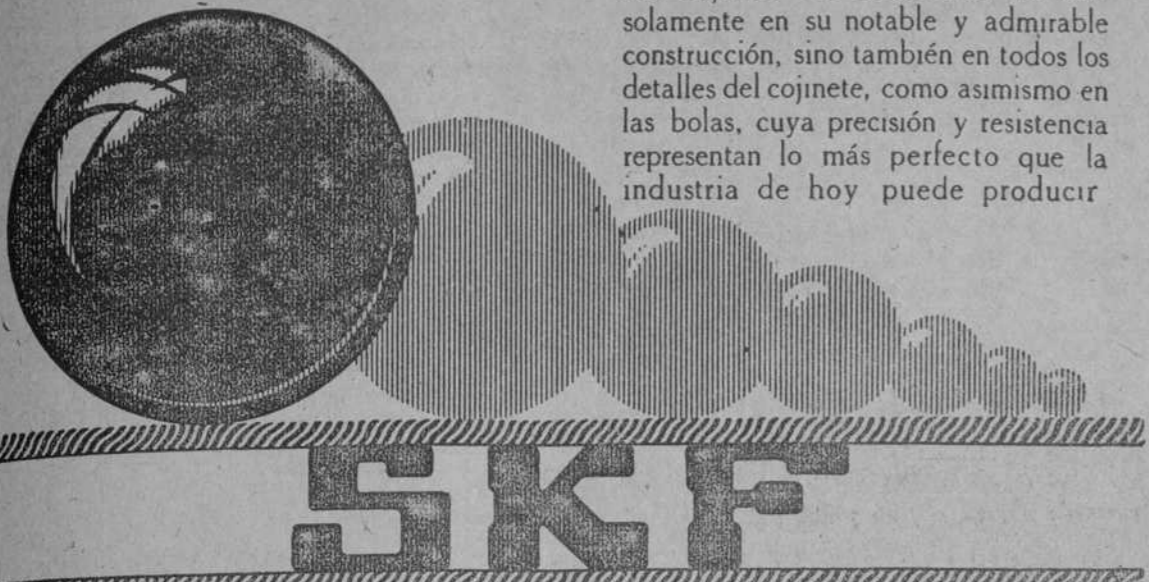 solamente en su notable y admirable
construcción, sino también en todos los
detalles del cojinete, como asimismo en
las bolas, cuya precisión y resistencia
representan lo más perfecto que la
industria de hoy puede producir
SKF